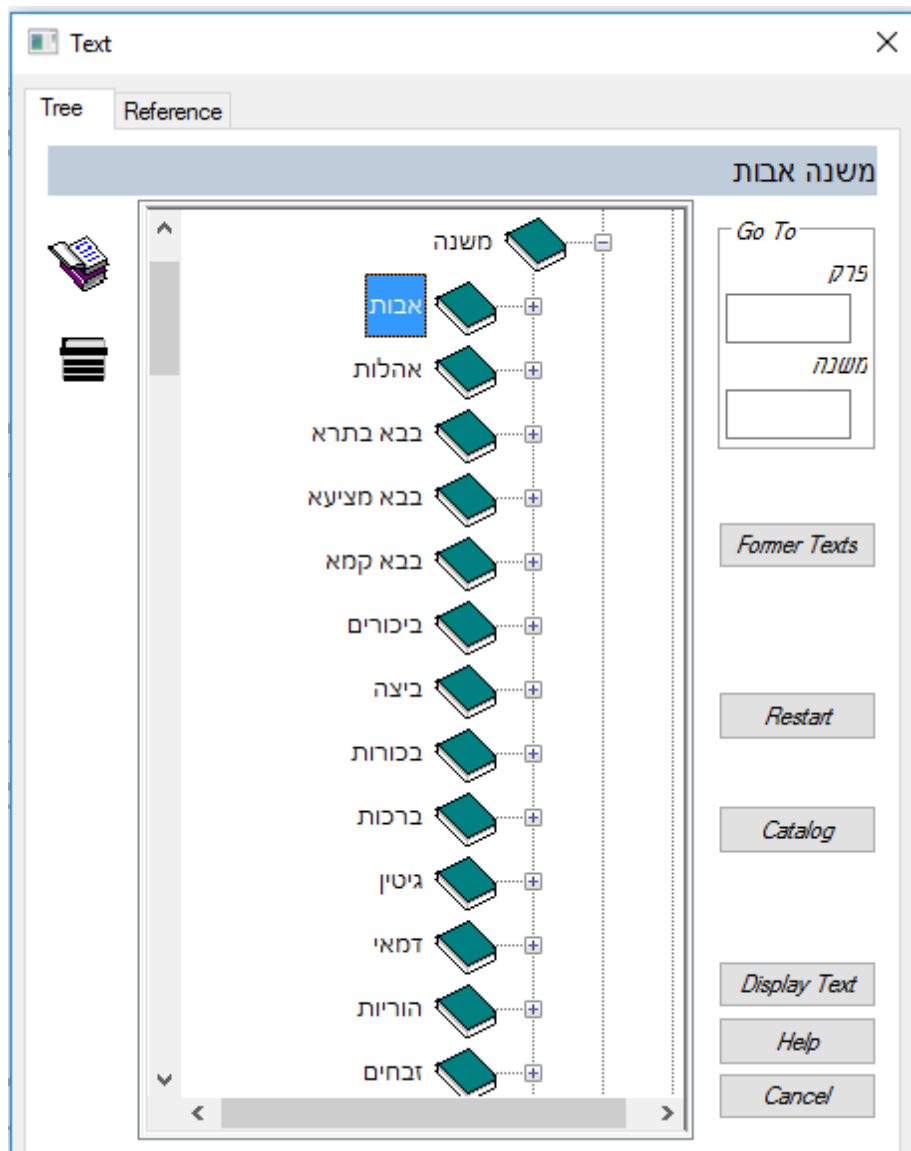 Text
Tree
Reference
משנה אבות
משנה
אבות
אהלות
בבא בתרא
בבא מציעא
בבא קמא
ביכורים
ביצה
בכורות
ברכות
גיטין
דמאי
הוריות
זבחים
Go To
פרק
משנה
Former Texts
Restart
Catalog
Display Text
Help
Cancel